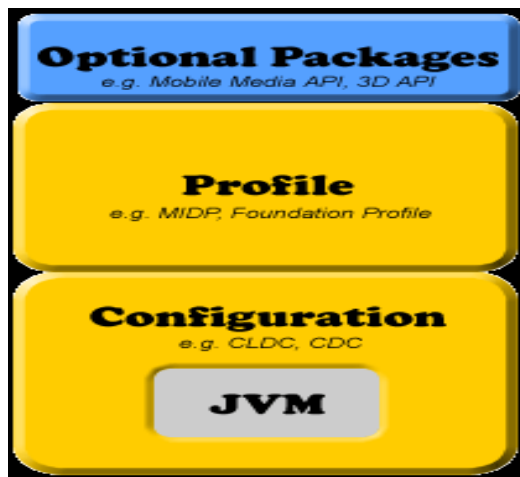 Optional Packages
e.g. Mobile Media API, 3D API
Profile
e.g. MIDP, Foundation Profile
Configuration
e.g. CLDC, CDC
JVM